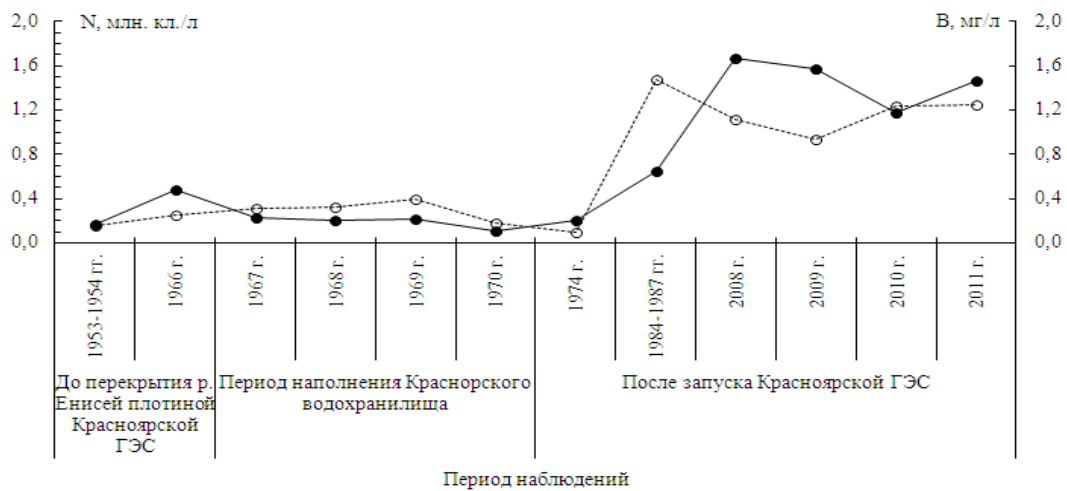 N, млн. кл./л
B, мг/л
2,0
1,6
1,2
0,8
0,4
0,0
2,0
1,6
1,2
0,8
0,4
0,0
1953-1954 гг.
1966 г.
1967 г.
1968 г.
1969 г.
1970 г.
1974 г.
1984-1987 гг.
2008 г.
2009 г.
2010 г.
2011 г.
До перекрытия р.
Енисей плотиной
Красноярской
ГЭС
Период наполнения Краснорского
водохранилища
После запуска Красноярской ГЭС
Период наблюдений